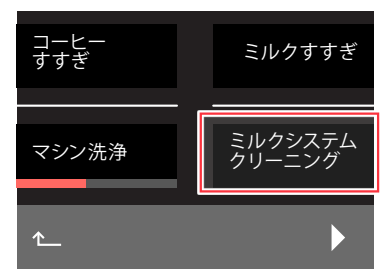 コーヒー
すすぎ
ミルクすすぎ
マシン洗浄
ミルクシステム
クリーニング